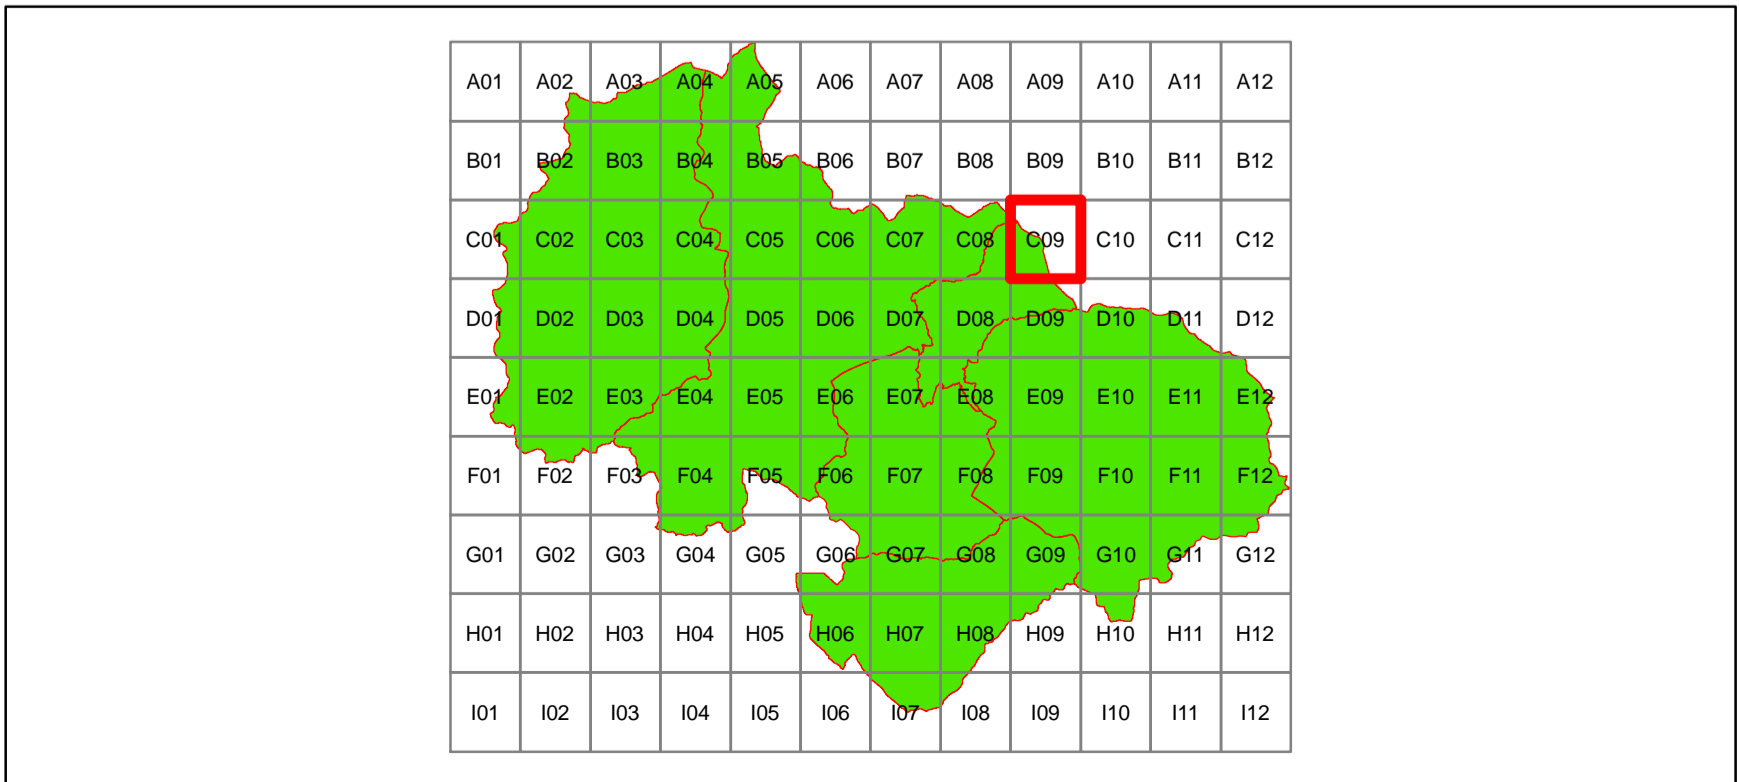 A01 A02 A03 A04 A05 A06 A07 A08 A09 A10 A11 A12
B01 B02 B03 B04 B05 B06 B07 B08 B09 B10 B11 B12
C01 C02 C03 C04 C05 C06 C07 C08 C09 C10 C11 C12
D01 D02 D03 D04 D05 D06 D07 D08 D09 D10 D11 D12
E01 E02 E03 E04 E05 E06 E07 E08 E09 E10 E11 E12
F01 F02 F03 F04 F05 F06 F07 F08 F09 F10 F11 F12
G01 G02 G03 G04 G05 G06 G07 G08 G09 G10 G11 G12
H01 H02 H03 H04 H05 H06 H07 H08 H09 H10 H11 H12
I01 I02 I03 I04 I05 I06 I07 I08 I09 I10 I11 I12